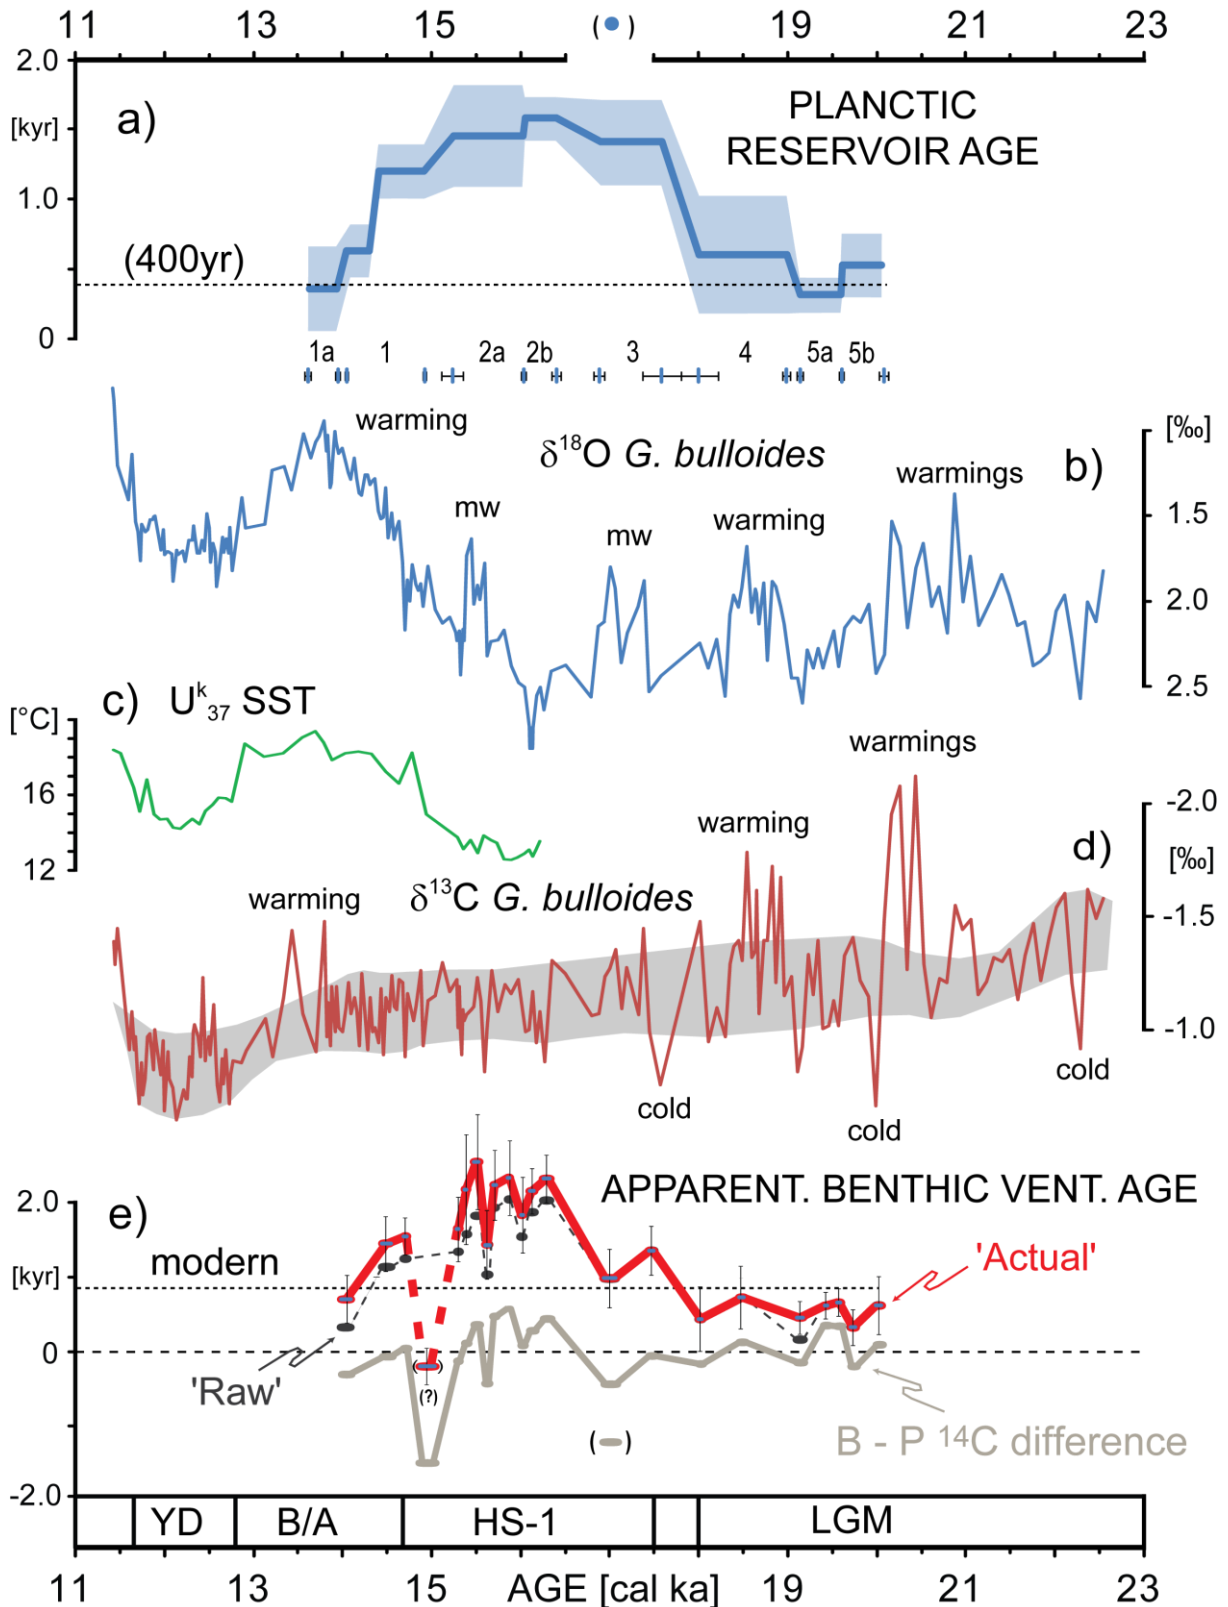 11 13 15 ( ) 19 21 23
2.0
[kyr]
1.0
0
a)
PLANCTIC
RESERVOIR AGE
(400yr)
1a 1 2a 2b 3 4 5a 5b
warming
δ¹⁸O G. bulloides
[‰]
b)
mw
mw
warming
warmings
1.5
2.0
2.5
c) Uᵏ₃₇ SST
[°C]
16
12
warmings
warming
d)
-2.0
[‰]
-1.5
-1.0
warming
δ¹³C G. bulloides
cold
cold
cold
APPARENT. BENTHIC VENT. AGE
2.0
e)
[kyr]
modern
'Actual'
0
'Raw'
( )
(?)
( )
B - P ¹⁴C difference
-2.0
YD B/A HS-1 LGM
11 13 15 AGE [cal ka] 19 21 23